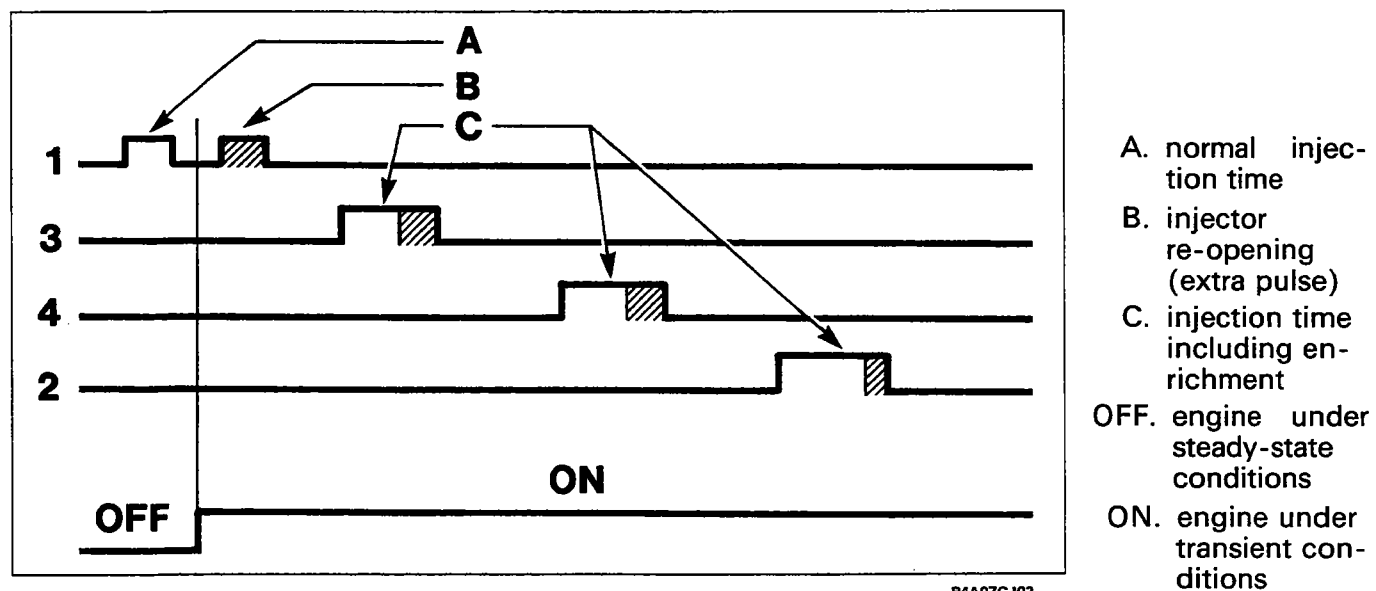 A
B
C
1
3
4
2
ON
OFF
A. normal injec-
tion time
B. injector
re-opening
(extra pulse)
C. injection time
including en-
richment
OFF. engine under
steady-state
conditions
ON. engine under
transient con-
ditions